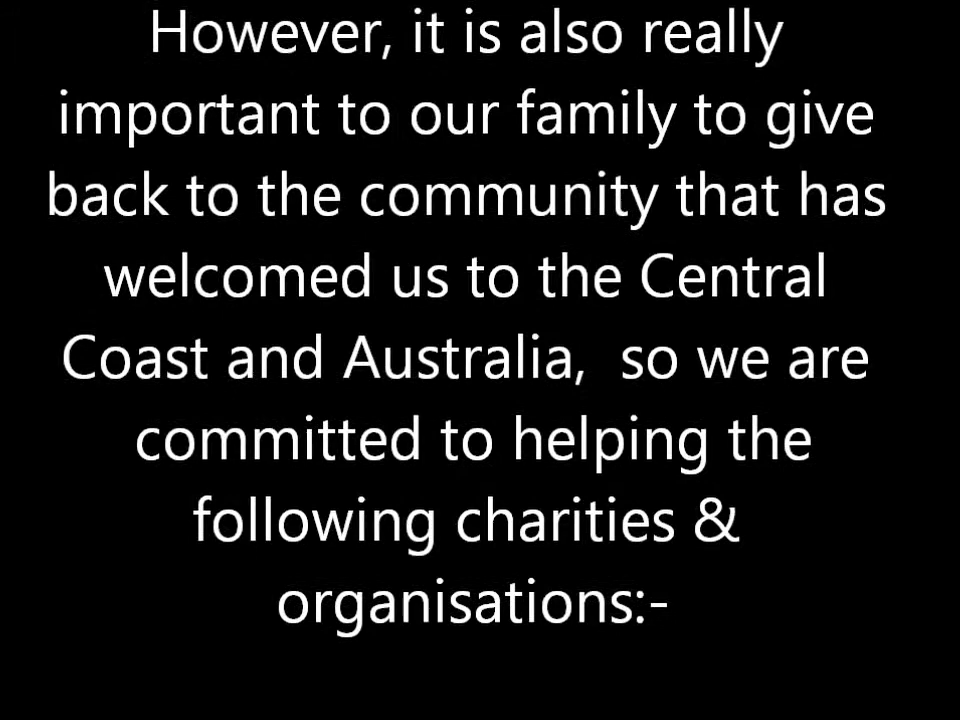 However, it is also really
important to our family to give
back to the community that has
welcomed us to the Central
Coast and Australia,  so we are
committed to helping the
following charities &
organisations:-